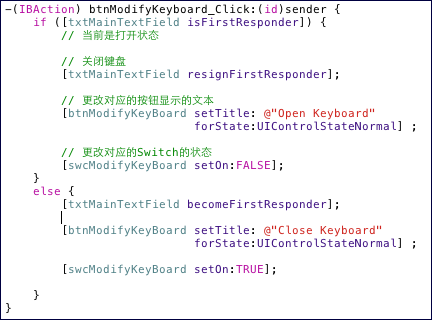 -(IBAction) btnModifyKeyboard_Click:(id)sender {
if ([txtMainTextField isFirstResponder]) {
// 当前是打开状态
// 关闭键盘
[txtMainTextField resignFirstResponder];
// 更改对应的按钮显示的文本
[btnModifyKeyBoard setTitle: @"Open Keyboard"
forState:UIControlStateNormal] ;
// 更改对应的Switch的状态
[swcModifyKeyBoard setOn:FALSE];
}
else {
[txtMainTextField becomeFirstResponder];
[btnModifyKeyBoard setTitle: @"Close Keyboard"
forState:UIControlStateNormal] ;
[swcModifyKeyBoard setOn:TRUE];
}
}